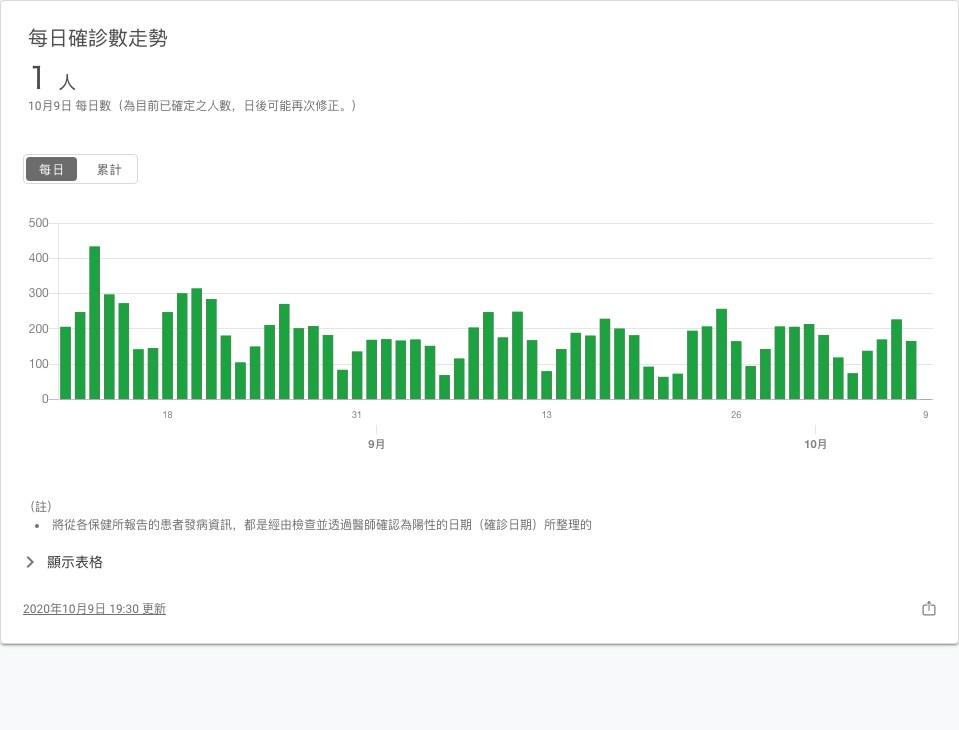 每日確診數走勢
1 人
10月9日 每日數（為目前已確定之人數，日後可能再次修正。）
每日 累計
500
400
300
200
100
0
18 31 13 26 9
9月 10月
（註）
• 將從各保健所報告的患者發病資訊，都是經由檢查並透過醫師確認為陽性的日期（確診日期）所整理的
顯示表格
2020年10月9日 19:30 更新